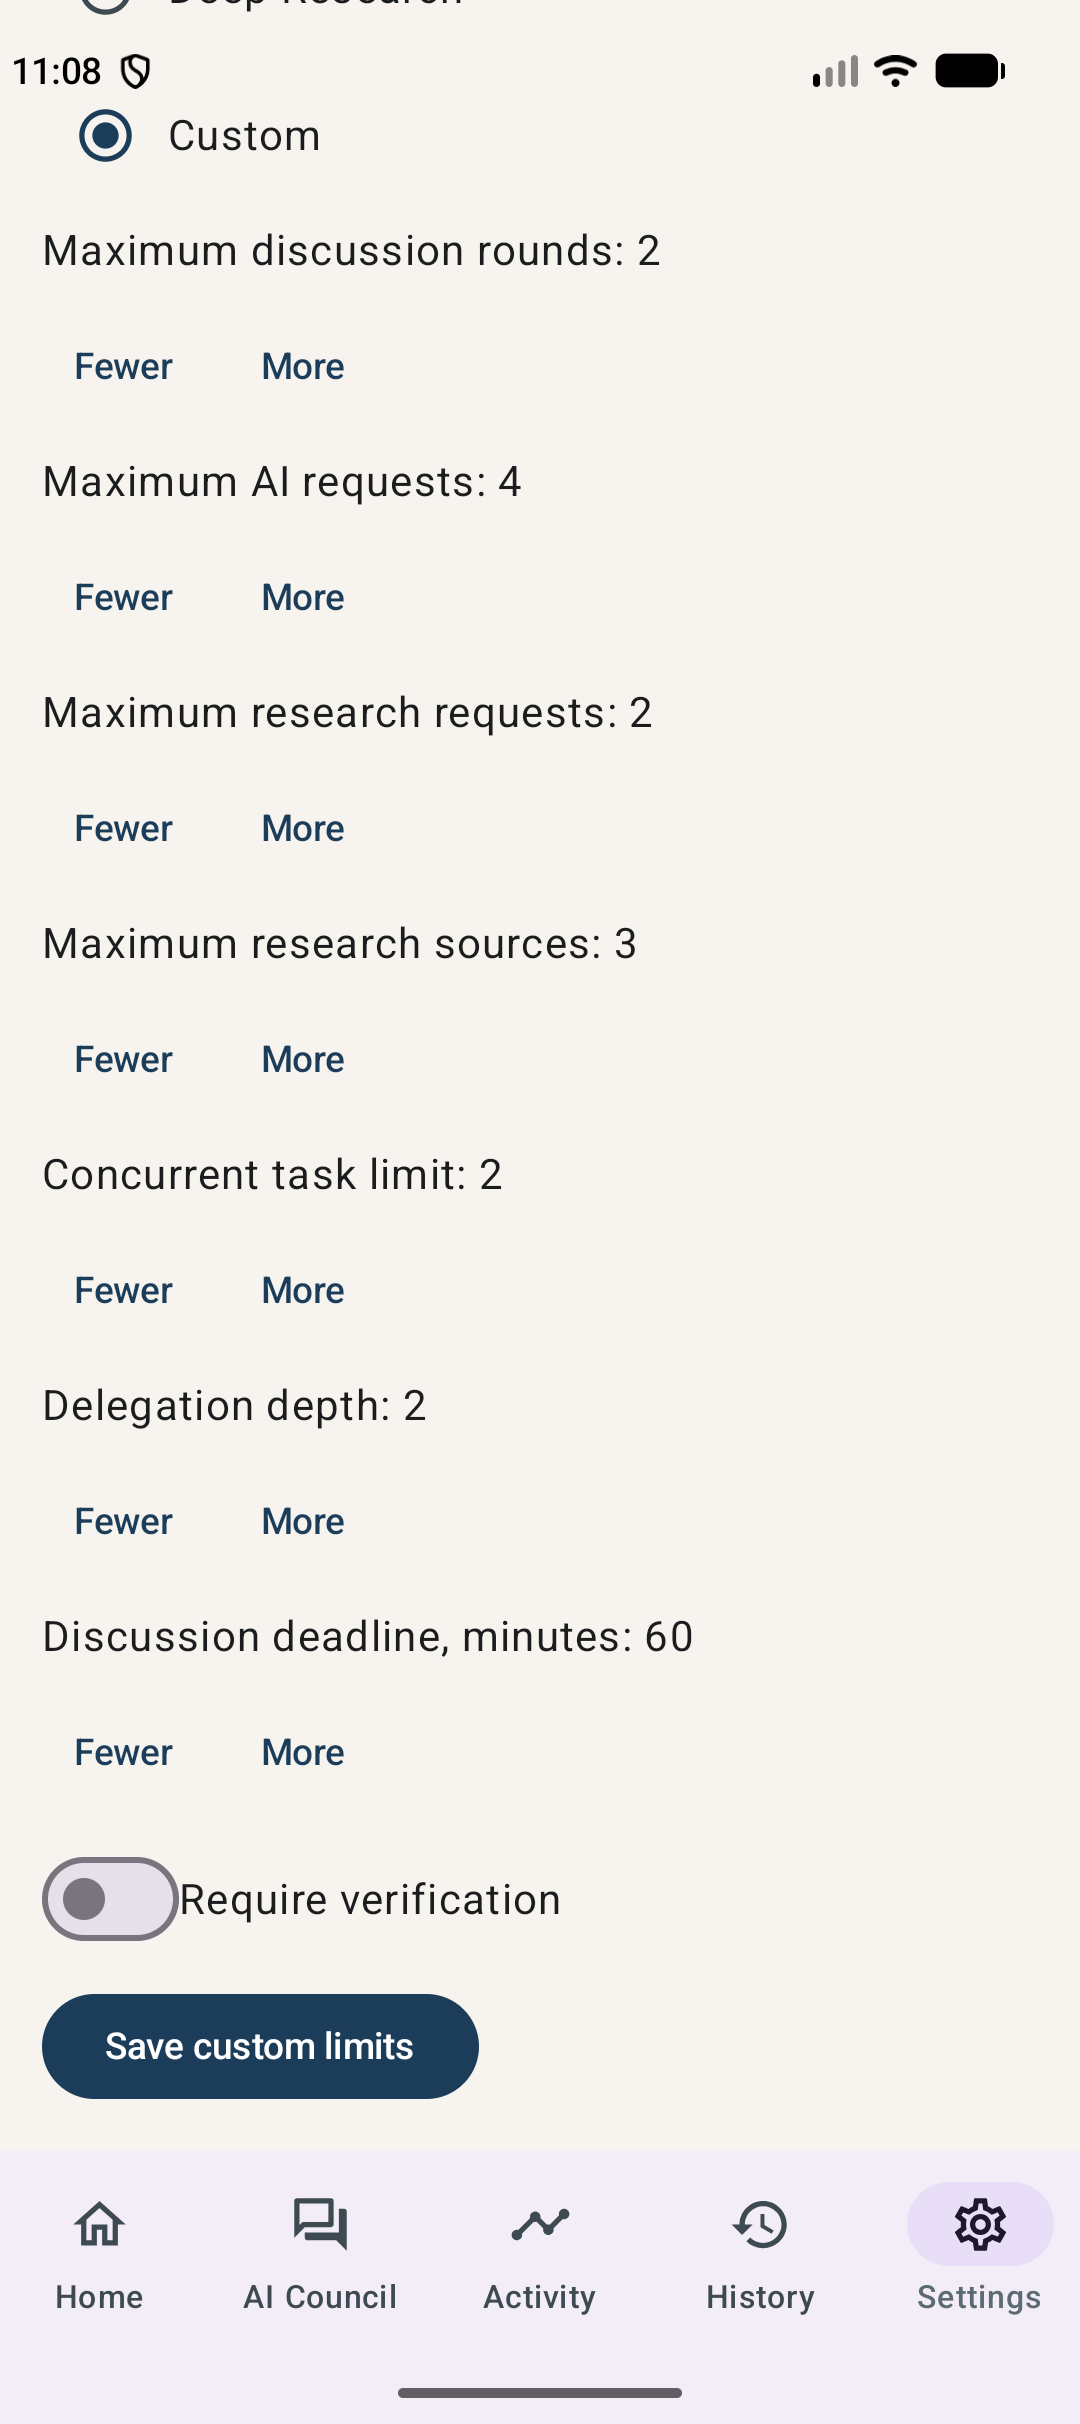 Deep Research
11:08
Custom
Maximum discussion rounds: 2
Fewer More
Maximum AI requests: 4
Fewer More
Maximum research requests: 2
Fewer More
Maximum research sources: 3
Fewer More
Concurrent task limit: 2
Fewer More
Delegation depth: 2
Fewer More
Discussion deadline, minutes: 60
Fewer More
Require verification
Save custom limits
Home AI Council Activity History Settings